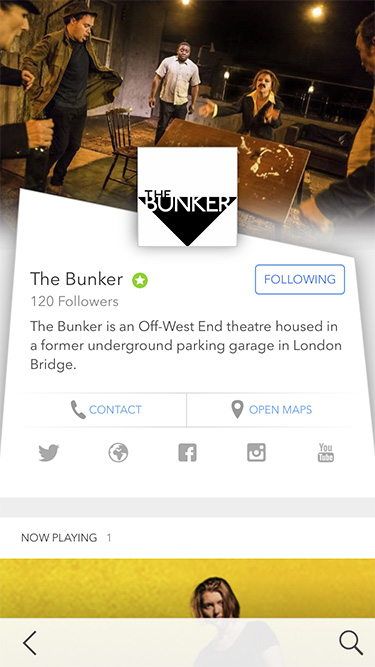 THE
BUNKER
The Bunker
FOLLOWING
120 Followers
The Bunker is an Off-West End theatre housed in
a former underground parking garage in London
Bridge.
CONTACT
OPEN MAPS
You
Tube
NOW PLAYING 1